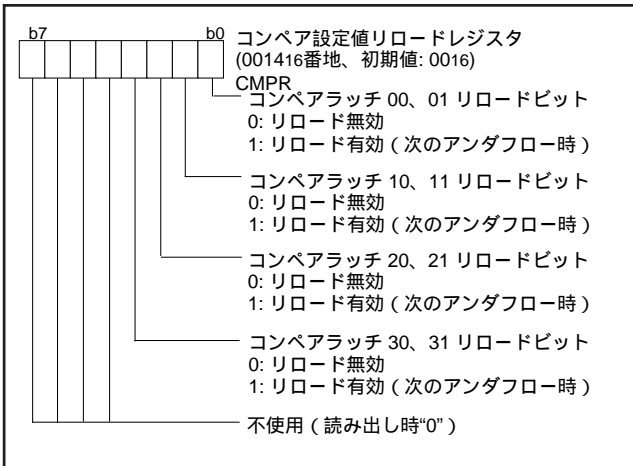 b7 b0 コンペア設定値リロードレジスタ
(001416番地、初期値: 0016)
CMPR
コンペアラッチ 00、01 リロードビット
0: リロード無効
1: リロード有効 ( 次のアンダフロー時 )
コンペアラッチ 10、11 リロードビット
0: リロード無効
1: リロード有効 ( 次のアンダフロー時 )
コンペアラッチ 20、21 リロードビット
0: リロード無効
1: リロード有効 ( 次のアンダフロー時 )
コンペアラッチ 30、31 リロードビット
0: リロード無効
1: リロード有効 ( 次のアンダフロー時 )
不使用 ( 読み出し時“0” )